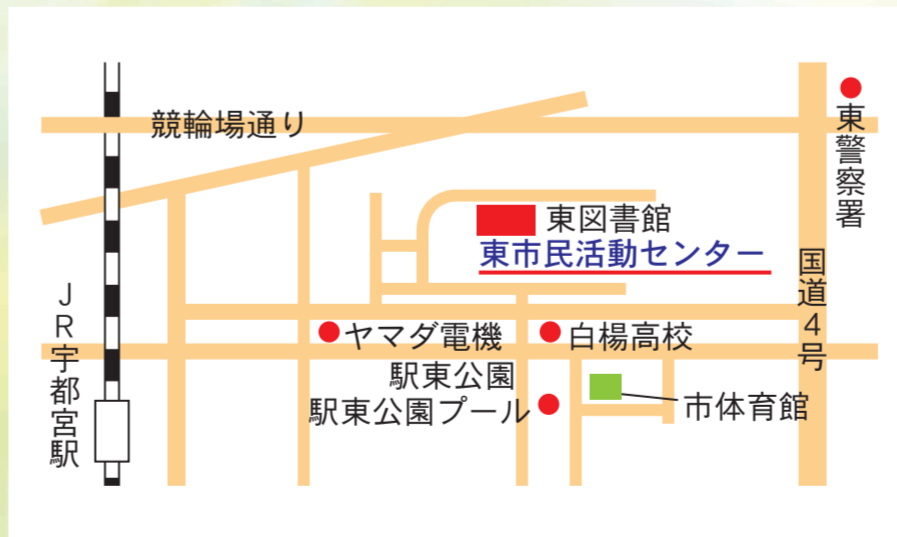 競輪場通り
東警察署
東図書館
東市民活動センター
国道4号
JR宇都宮駅
ヤマダ電機
白楊高校
駅東公園
駅東公園プール
市体育館